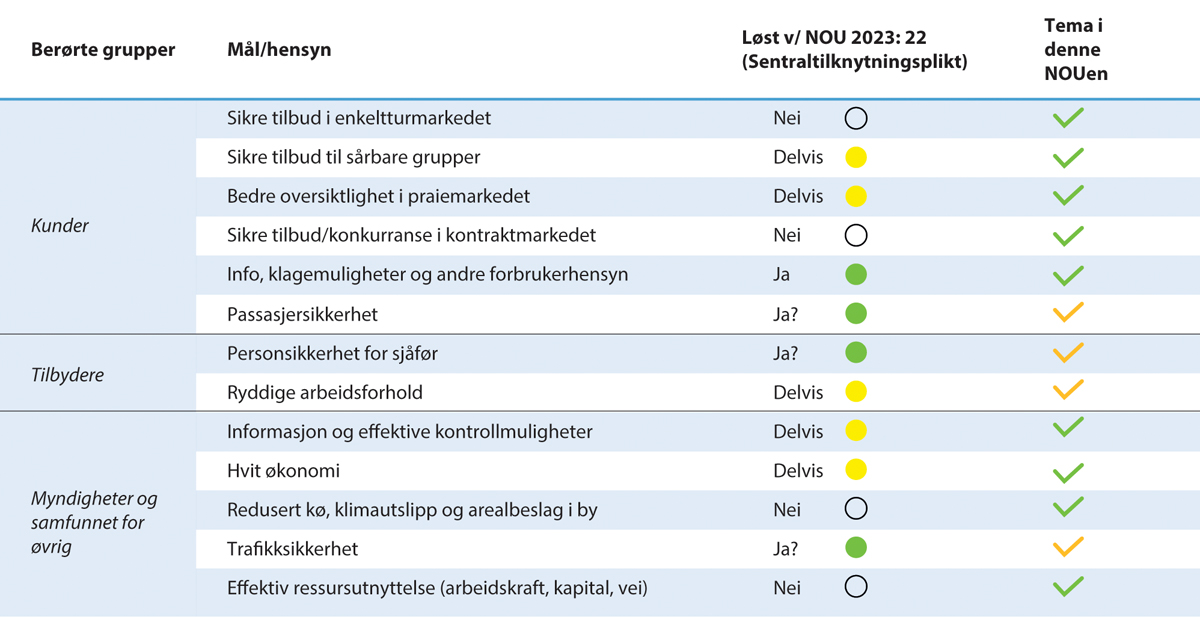 Berørte grupper
Mål/hensyn
Løst v/ NOU 2023: 22
(Sentraltilknytningsplikt)
Tema i
denne
NOUen
Kunder
Sikre tilbud i enkeltturmarkedet Nei
Sikre tilbud til sårbare grupper Delvis
Bedre oversiktlighet i praiemarkedet Delvis
Sikre tilbud/konkurranse i kontraktmarkedet Nei
Info, klagemuligheter og andre forbrukerhensyn Ja
Passasjersikkerhet Ja?
Tilbydere
Personsikkerhet for sjåfør Ja?
Ryddige arbeidsforhold Delvis
Myndigheter og
samfunnet for
øvrig
Informasjon og effektive kontrollmuligheter Delvis
Hvit økonomi Delvis
Redusert kø, klimautslipp og arealbeslag i by Nei
Trafikksikkerhet Ja?
Effektiv ressursutnyttelse (arbeidskraft, kapital, vei) Nei